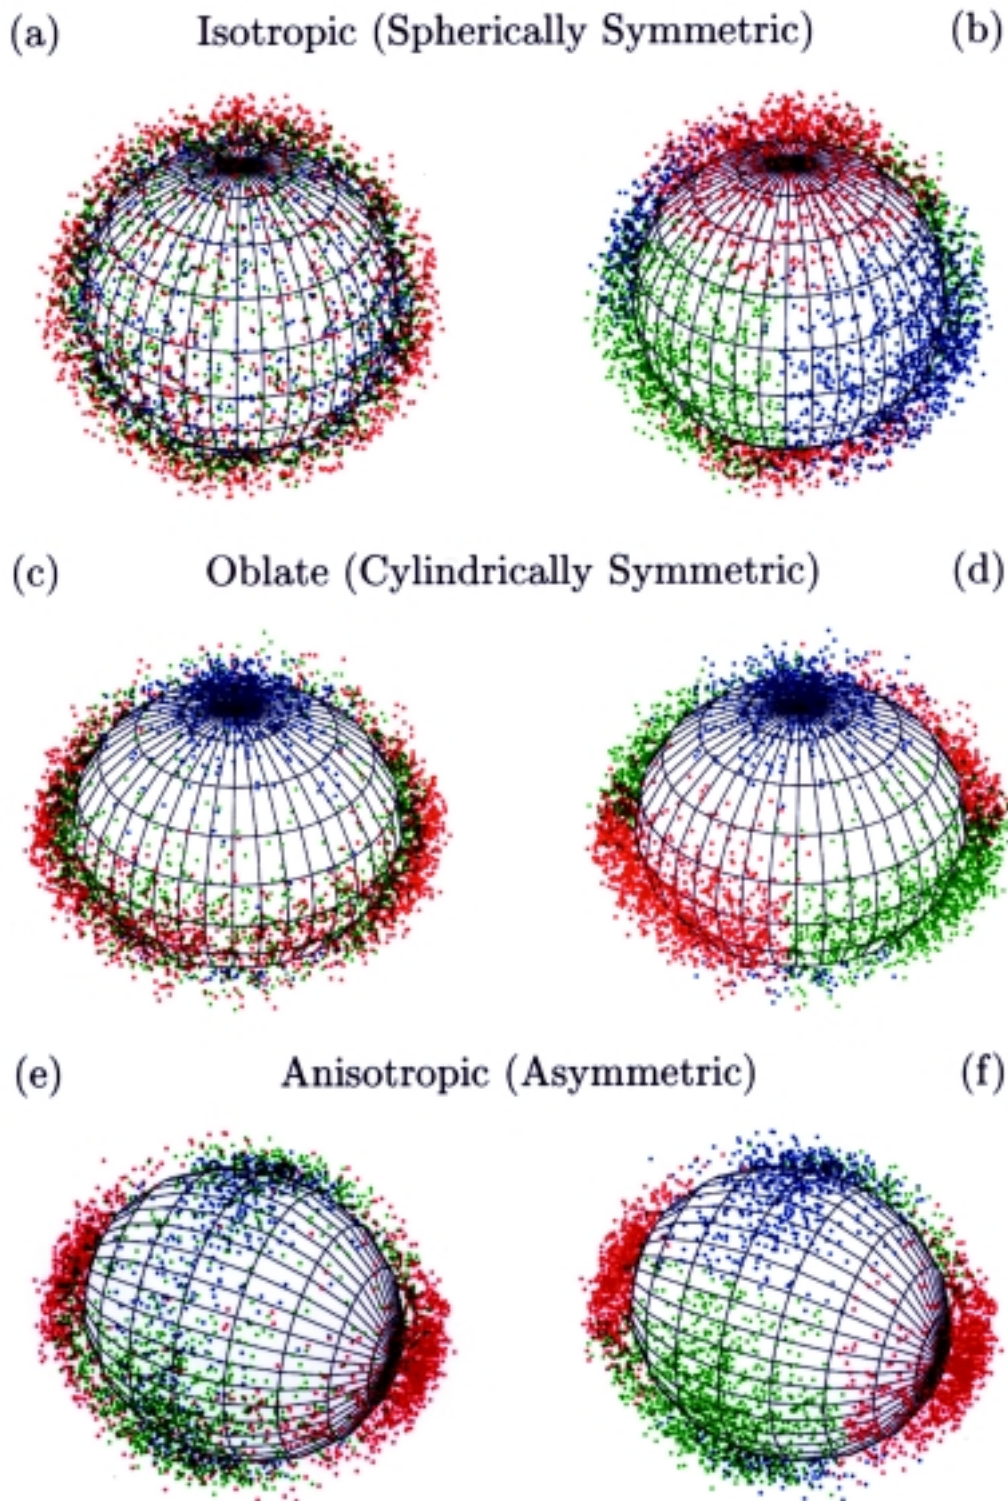 (a) Isotropic (Spherically Symmetric) (b)
(c) Oblate (Cylindrically Symmetric) (d)
(e) Anisotropic (Asymmetric) (f)